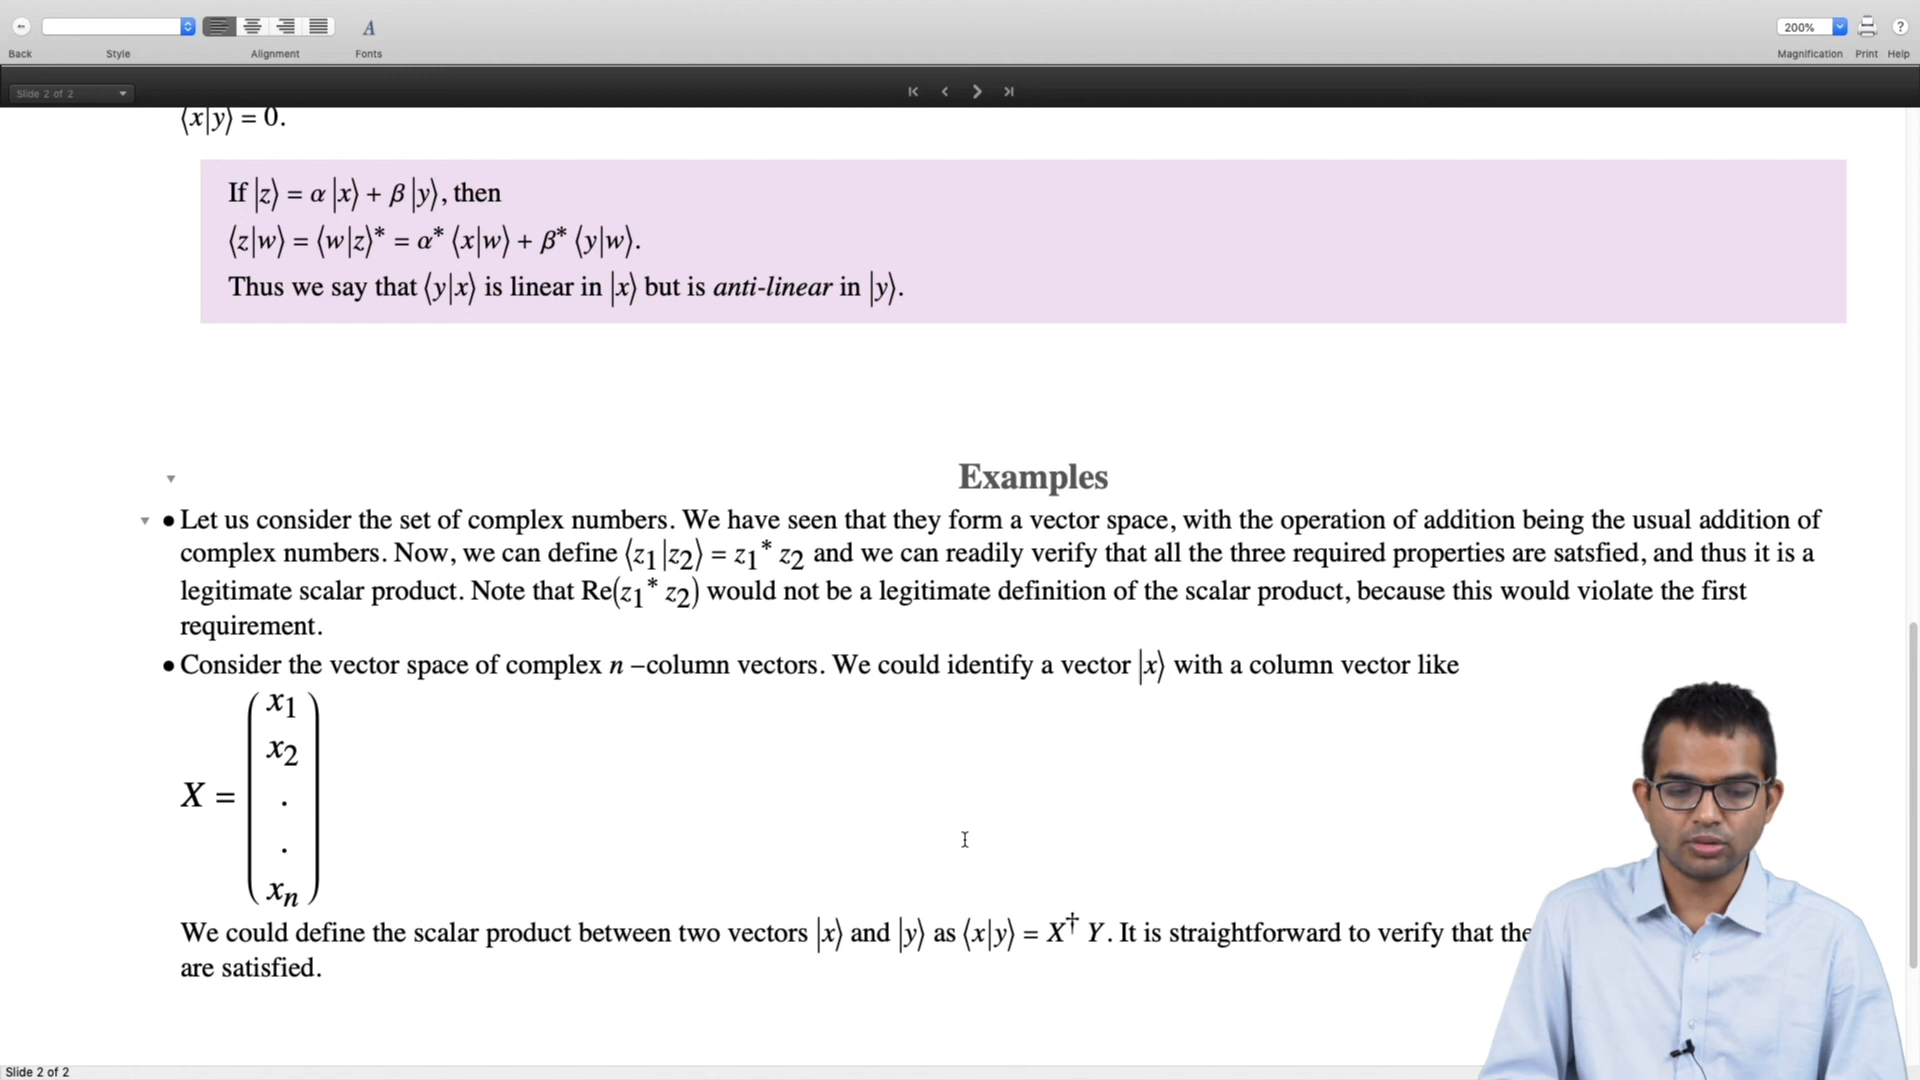 Back
Style
Alignment
A
Fonts
200%
Magnification
Print
?
Help
Slide 2 of 2
⟨x|y⟩ = 0.
If |z⟩ = α |x⟩ + β |y⟩, then
⟨z|w⟩ = ⟨w|z⟩* = α* ⟨x|w⟩ + β* ⟨y|w⟩.
Thus we say that ⟨y|x⟩ is linear in |x⟩ but is anti-linear in |y⟩.
Examples
• Let us consider the set of complex numbers. We have seen that they form a vector space, with the operation of addition being the usual addition of
complex numbers. Now, we can define ⟨z₁|z₂⟩ = z₁* z₂ and we can readily verify that all the three required properties are satsfied, and thus it is a
legitimate scalar product. Note that Re(z₁* z₂) would not be a legitimate definition of the scalar product, because this would violate the first
requirement.
• Consider the vector space of complex n −column vectors. We could identify a vector |x⟩ with a column vector like
x₁
x₂
X =
.
.
xₙ
We could define the scalar product between two vectors |x⟩ and |y⟩ as ⟨x|y⟩ = X† Y. It is straightforward to verify that the
are satisfied.
Slide 2 of 2